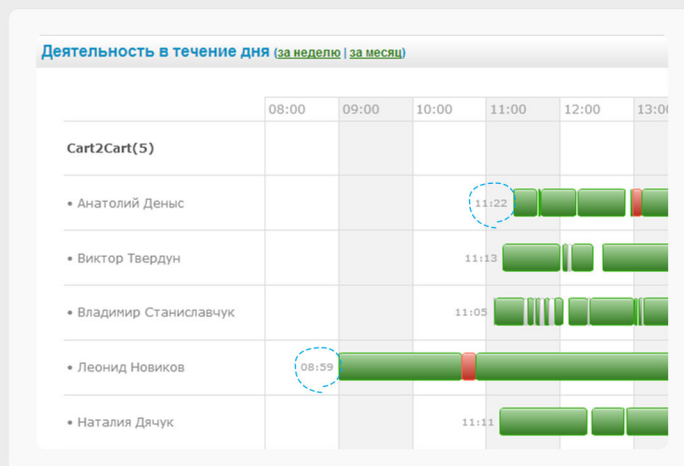 Деятельность в течение дня (за неделю | за месяц)
08:00 09:00 10:00 11:00 12:00 13:00
Cart2Cart(5)
• Анатолий Деныс 11:22
• Виктор Твердун 11:13
• Владимир Станиславчук 11:05
• Леонид Новиков 08:59
• Наталия Дячук 11:11